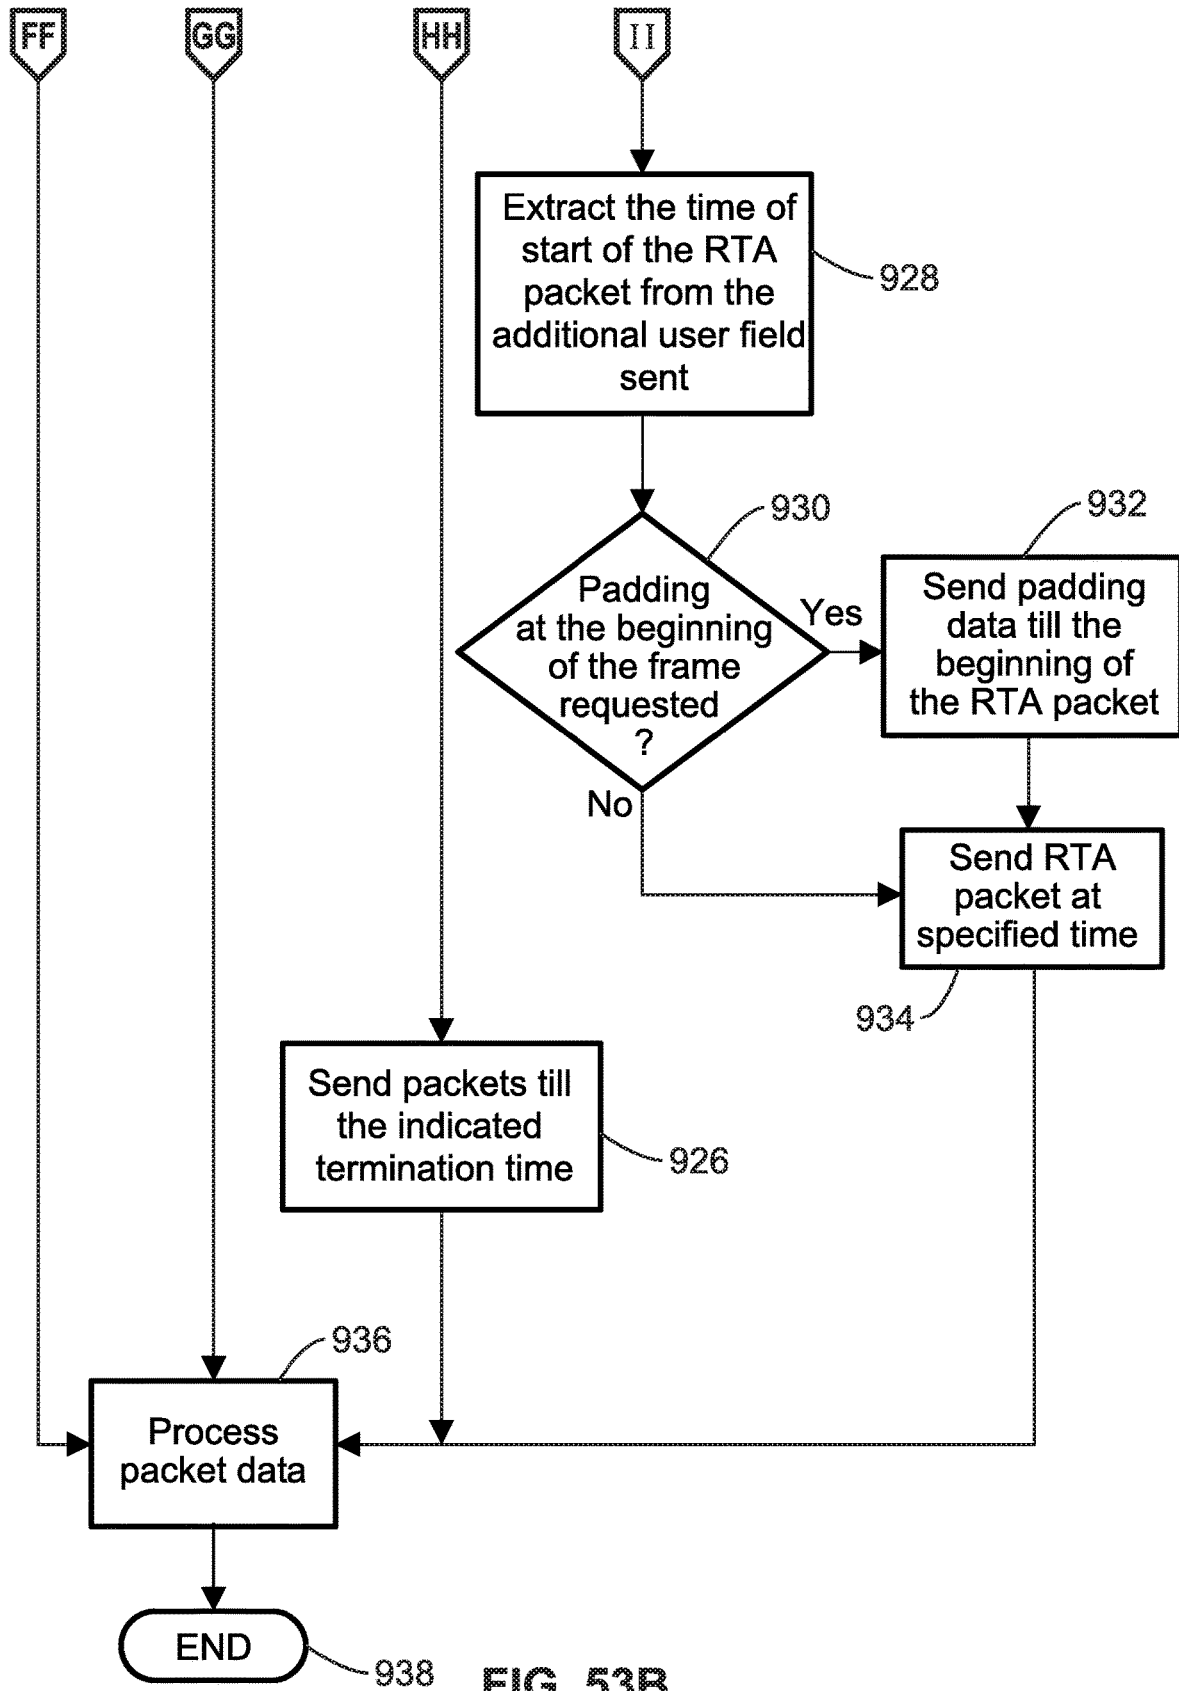 FF GG HH II
Extract the time of
start of the RTA
packet from the
additional user field
sent
928
930
Padding
at the beginning
of the frame
requested
?
Yes
No
932
Send padding
data till the
beginning of
the RTA packet
Send RTA
packet at
specified time
934
Send packets till
the indicated
termination time
926
936
Process
packet data
END
938
FIG. 53B